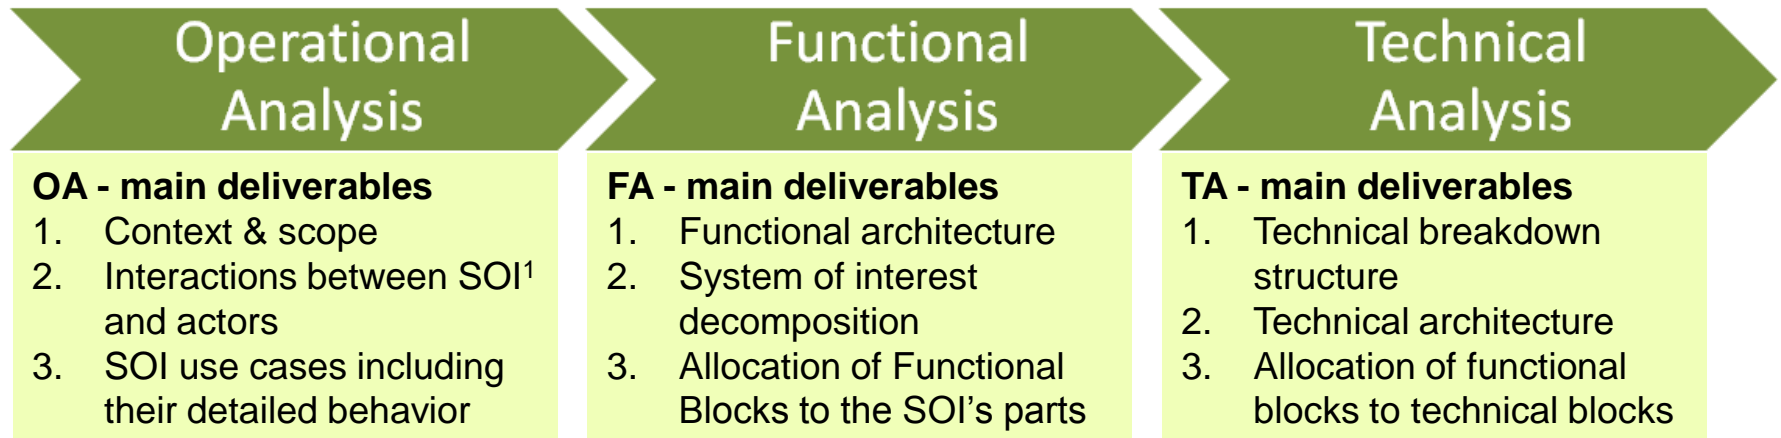 Operational
Analysis
OA - main deliverables
1. Context & scope
2. Interactions between SOI¹
and actors
3. SOI use cases including
their detailed behavior
Functional
Analysis
FA - main deliverables
1. Functional architecture
2. System of interest
decomposition
3. Allocation of Functional
Blocks to the SOI’s parts
Technical
Analysis
TA - main deliverables
1. Technical breakdown
structure
2. Technical architecture
3. Allocation of functional
blocks to technical blocks